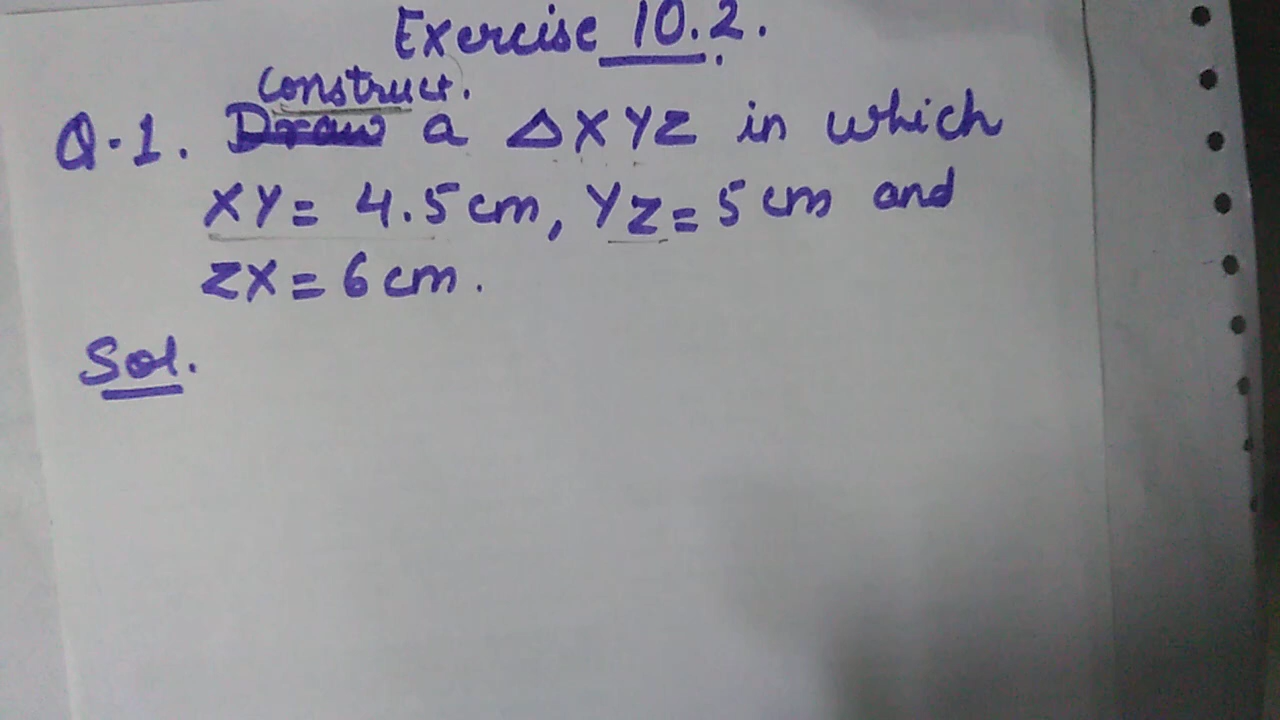 Exercise 10.2.
Construct.
Q.1. Draw a △XYZ in which
XY = 4.5 cm, YZ = 5 cm and
ZX = 6 cm.
Sol.